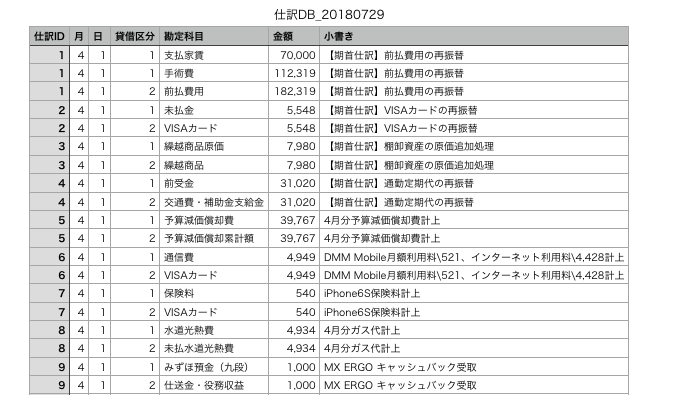 仕訳DB_20180729
仕訳ID 月 日 貸借区分 勘定科目 金額 小書き
1 4 1 1 支払家賃 70,000 【期首仕訳】前払費用の再振替
1 4 1 1 手術費 112,319 【期首仕訳】前払費用の再振替
1 4 1 2 前払費用 182,319 【期首仕訳】前払費用の再振替
2 4 1 1 未払金 5,548 【期首仕訳】VISAカードの再振替
2 4 1 2 VISAカード 5,548 【期首仕訳】VISAカードの再振替
3 4 1 1 繰越商品原価 7,980 【期首仕訳】棚卸資産の原価追加処理
3 4 1 2 繰越商品 7,980 【期首仕訳】棚卸資産の原価追加処理
4 4 1 1 前受金 31,020 【期首仕訳】通勤定期代の再振替
4 4 1 2 交通費・補助金支給金 31,020 【期首仕訳】通勤定期代の再振替
5 4 1 1 予算減価償却費 39,767 4月分予算減価償却費計上
5 4 1 2 予算減価償却累計額 39,767 4月分予算減価償却費計上
6 4 1 1 通信費 4,949 DMM Mobile月額利用料\521、インターネット利用料\4,428計上
6 4 1 2 VISAカード 4,949 DMM Mobile月額利用料\521、インターネット利用料\4,428計上
7 4 1 1 保険料 540 iPhone6S保険料計上
7 4 1 2 VISAカード 540 iPhone6S保険料計上
8 4 1 1 水道光熱費 4,934 4月分ガス代計上
8 4 1 2 未払水道光熱費 4,934 4月分ガス代計上
9 4 1 1 みずほ預金（九段） 1,000 MX ERGO キャッシュバック受取
9 4 1 2 仕送金・役務収益 1,000 MX ERGO キャッシュバック受取